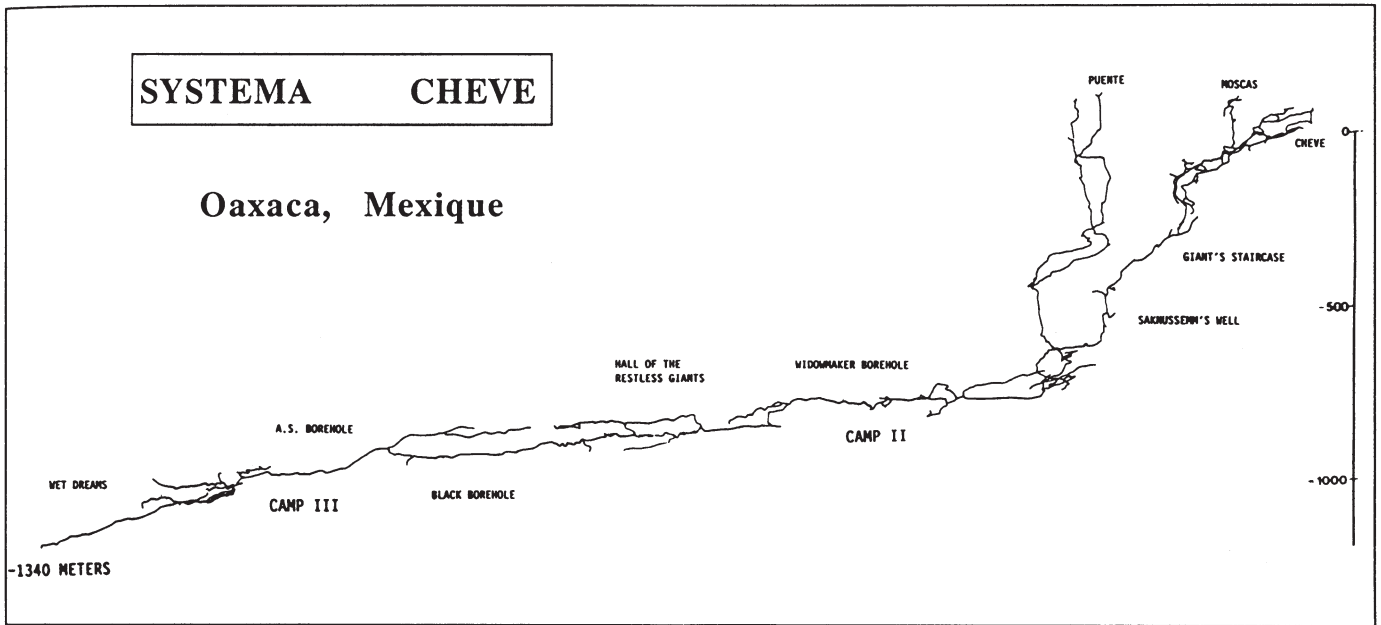 SYSTEMA CHEVE
Oaxaca, Mexique
PUENTE
MOSCAS
0
CHEVE
GIANT'S STAIRCASE
-500
SAKNUSSEMM'S WELL
HALL OF THE
RESTLESS GIANTS
WIDOWMAKER BOREHOLE
CAMP II
A.S. BOREHOLE
WET DREAMS
CAMP III
BLACK BOREHOLE
-1000
-1340 METERS